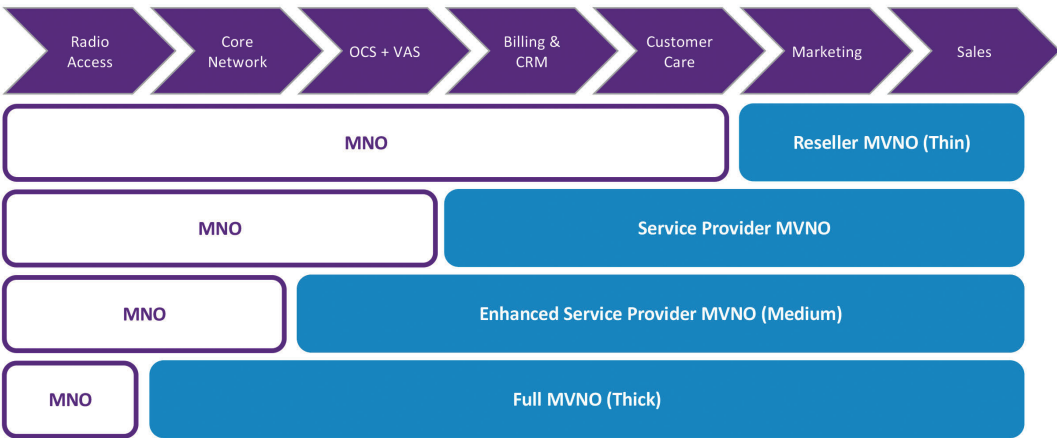 Radio
Access
Core
Network
OCS + VAS
Billing &
CRM
Customer
Care
Marketing
Sales
MNO
Reseller MVNO (Thin)
MNO
Service Provider MVNO
MNO
Enhanced Service Provider MVNO (Medium)
MNO
Full MVNO (Thick)